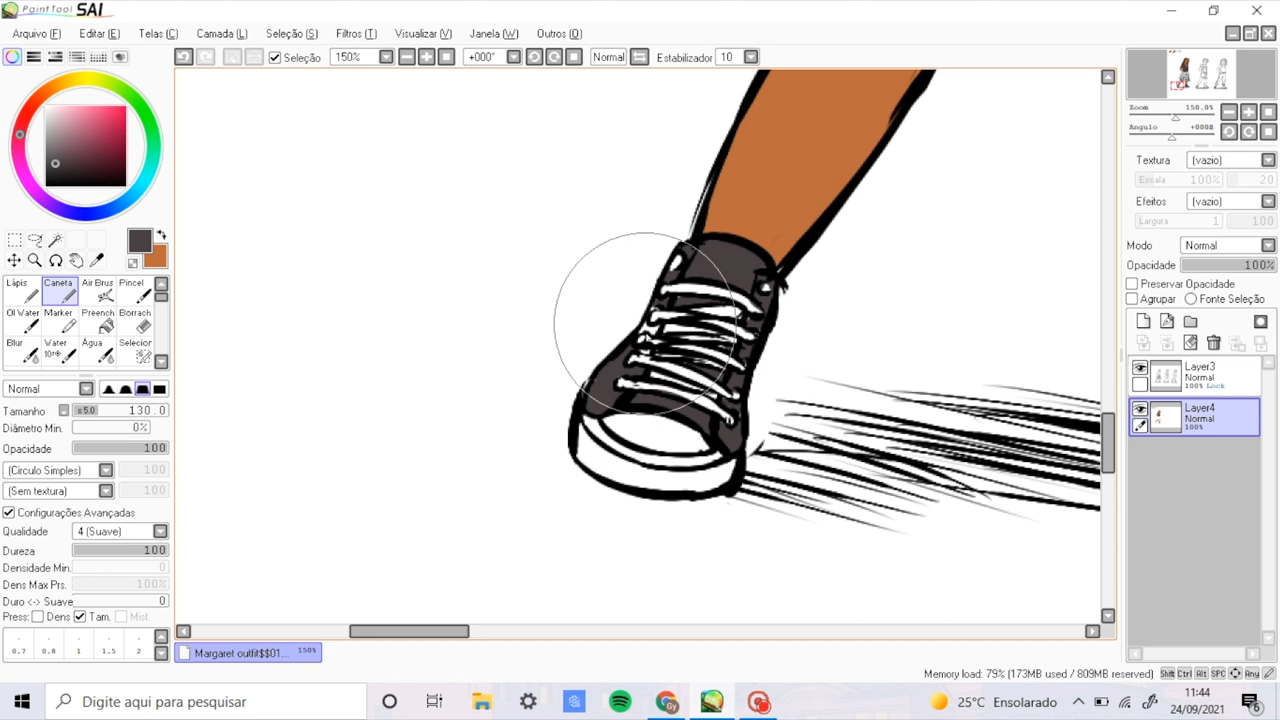 PaintTool SAI
Arquivo (F) Editar (E) Telas (C) Camada (L) Seleção (S) Filtros (T) Visualizar (V) Janela (W) Outros (O)
Seleção 150% +000° Normal Estabilizador 10
Zoom 150.0%
Angulo +000°
Textura (vazio)
Escala 100% 20
Efeitos (vazio)
Largura 1 100
Modo Normal
Opacidade 100%
Preservar Opacidade
Agrupar Fonte Seleção
Layer3
Normal
100% Lock
Layer4
Normal
100%
Lápis Caneta Air Brus Pincel
Oil Water Marker Preench Borrach
Blur Water Água Selecior
Normal
Tamanho x 5.0 130.0
Diâmetro Min. 0%
Opacidade 100
(Circulo Simples) 100
(Sem textura) 100
Configurações Avançadas
Qualidade 4 (Suave)
Dureza 100
Densidade Min. 0
Dens Max Prs. 100%
Duro <-> Suave 0
Press: Dens Tam. Mist.
0.7 0.8 1 1.5 2
Margaret outfit$$01... 150%
Memory load: 79% (173MB used / 809MB reserved) Shift Ctrl Alt SPC Any
Digite aqui para pesquisar
25°C Ensolarado
11:44
24/09/2021
6